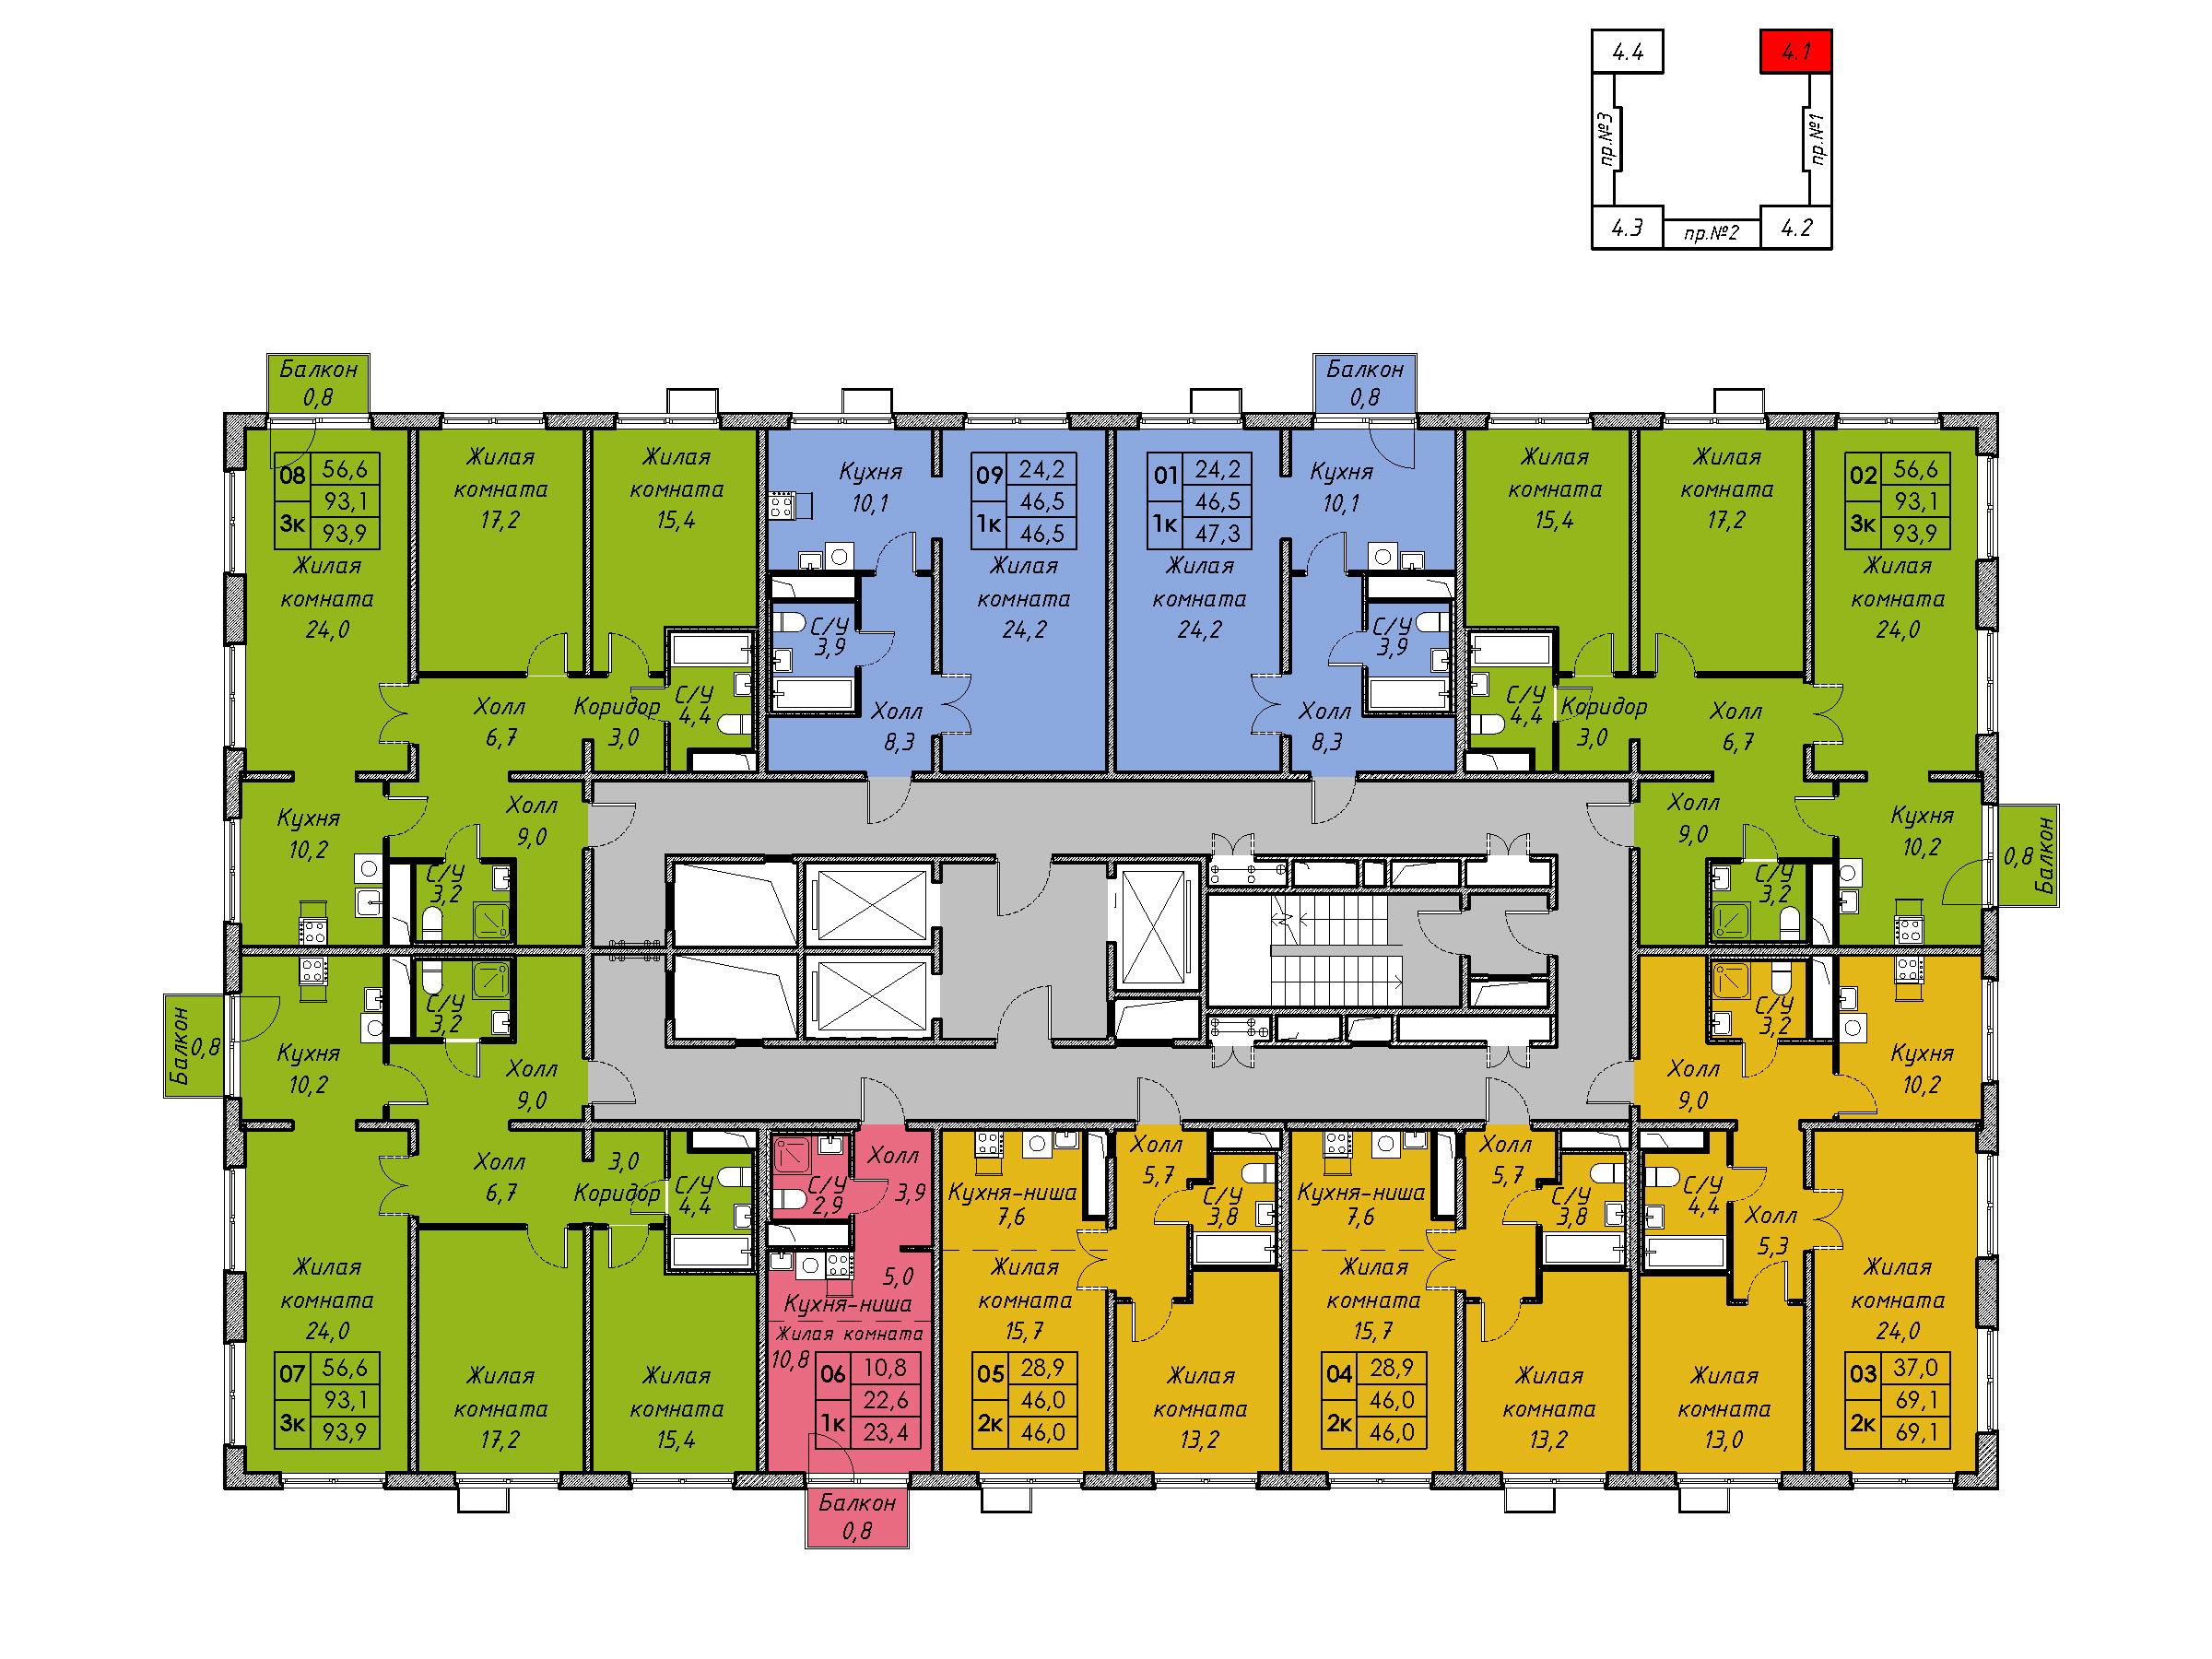 4.4
4.1
пр.№3
пр.№1
4.3
пр.№2
4.2
Балкон
0,8
Балкон
0,8
08
3к
56,6
93,1
93,9
Жилая
комната
24,0
Жилая
комната
17,2
Жилая
комната
15,4
Кухня
10,1
09
1к
24,2
46,5
46,5
Жилая
комната
24,2
01
1к
24,2
46,5
47,3
Жилая
комната
24,2
Кухня
10,1
Жилая
комната
15,4
Жилая
комната
17,2
02
3к
56,6
93,1
93,9
Жилая
комната
24,0
С/У
3,9
С/У
3,9
Холл
6,7
Коридор
3,0
С/У
4,4
Холл
8,3
Холл
8,3
С/У
4,4
Коридор
3,0
Холл
6,7
Кухня
10,2
Холл
9,0
С/У
3,2
Холл
9,0
С/У
3,2
Кухня
10,2
0,8
Балкон
Балкон
0,8
Кухня
10,2
С/У
3,2
Холл
9,0
С/У
3,2
Холл
9,0
Кухня
10,2
Холл
6,7
3,0
Коридор
С/У
4,4
С/У
2,9
Холл
3,9
Кухня-ниша
7,6
Холл
5,7
С/У
3,8
Кухня-ниша
7,6
Холл
5,7
С/У
3,8
С/У
4,4
Холл
5,3
Жилая
комната
24,0
07
3к
56,6
93,1
93,9
Жилая
комната
17,2
Жилая
комната
15,4
5,0
Кухня-ниша
Жилая комната
10,8
06
1к
10,8
22,6
23,4
Жилая
комната
15,7
05
2к
28,9
46,0
46,0
Жилая
комната
13,2
Жилая
комната
15,7
04
2к
28,9
46,0
46,0
Жилая
комната
13,2
Жилая
комната
13,0
Жилая
комната
24,0
03
2к
37,0
69,1
69,1
Балкон
0,8